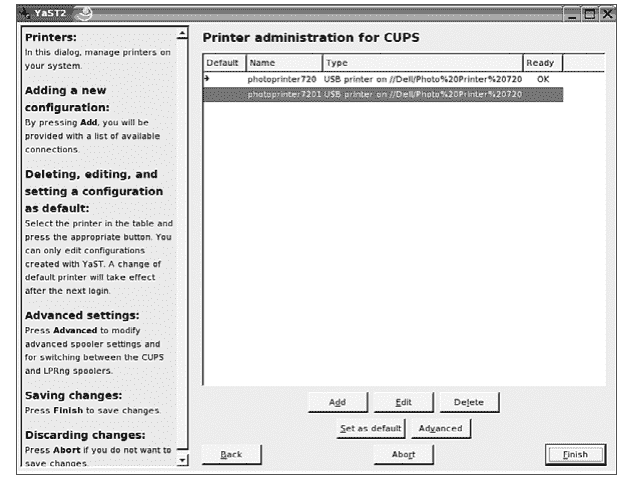 YaST2
Printers:
In this dialog, manage printers on
your system.
Adding a new
configuration:
By pressing Add, you will be
provided with a list of available
connections.
Deleting, editing, and
setting a configuration
as default:
Select the printer in the table and
press the appropriate button. You
can only edit configurations
created with YaST. A change of
default printer will take effect
after the next login.
Advanced settings:
Press Advanced to modify
advanced spooler settings and
for switching between the CUPS
and LPRng spoolers.
Saving changes:
Press Finish to save changes.
Discarding changes:
Press Abort if you do not want to
save changes.
Printer administration for CUPS
Default Name Type Ready
photoprinter720 USB printer on //Dell/Photo%20Printer%20720 OK
photoprinter7201 USB printer on //Dell/Photo%20Printer%20720
Add Edit Delete
Set as default Advanced
Back Abort Finish